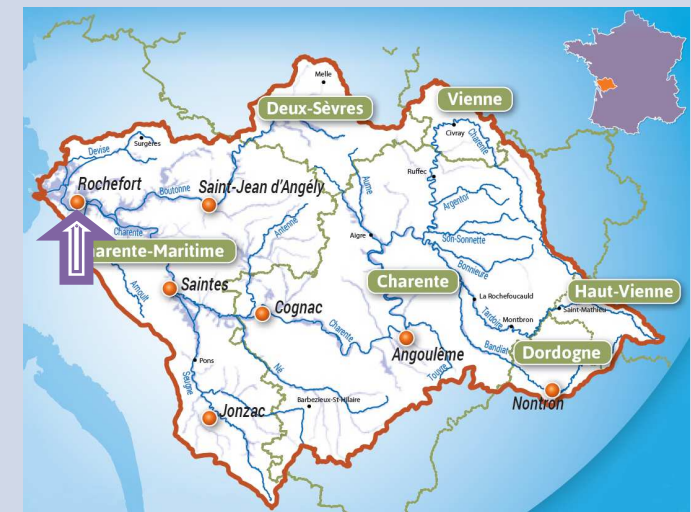 Melle
Deux-Sèvres
Vienne
Civray
Charente
Surgères
Devise
Ruffec
Rochefort
Boutonne
Saint-Jean d'Angély
Aume
Argentor
Antenne
Charente
Aigre
Son-Sonnette
arente-Maritime
Bonnieure
Saintes
Charente
Haut-Vienne
Arnoult
La Rochefoucauld
Saint-Mathieu
Cognac
Tardoire
Montbron
Charente
Angoulème
Bandiat
Dordogne
Pons
Né
Touvre
Seugne
Barbezieux-St-Hilaire
Nontron
Jonzac